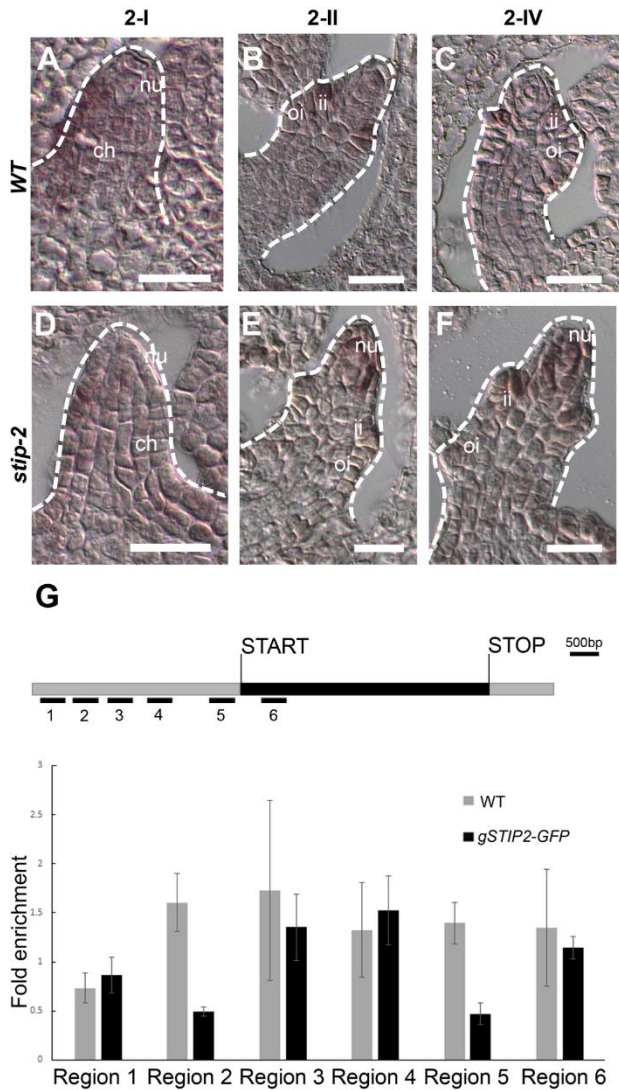 2-I 2-II 2-IV
WT
A
nu
ch
B
oi ii
C
ii
oi
stip-2
D
nu
ch
E
nu
ii
oi
F
nu
ii
oi
G
START STOP 500bp
1 2 3 4 5 6
Fold enrichment
3
2.5
2
1.5
1
0.5
0
WT
gSTIP2-GFP
Region 1 Region 2 Region 3 Region 4 Region 5 Region 6